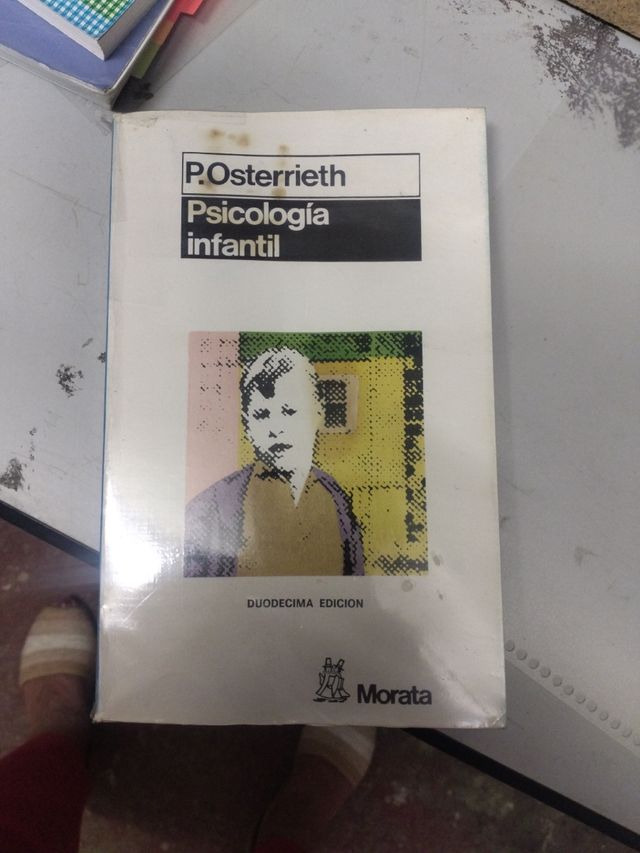 P.Osterrieth
Psicología
infantil
DUODECIMA EDICION
Morata